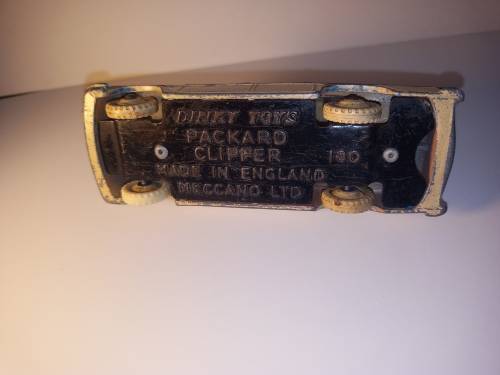 DINKY TOYS
PACKARD
CLIPPER 180
MADE IN ENGLAND
MECCANO LTD